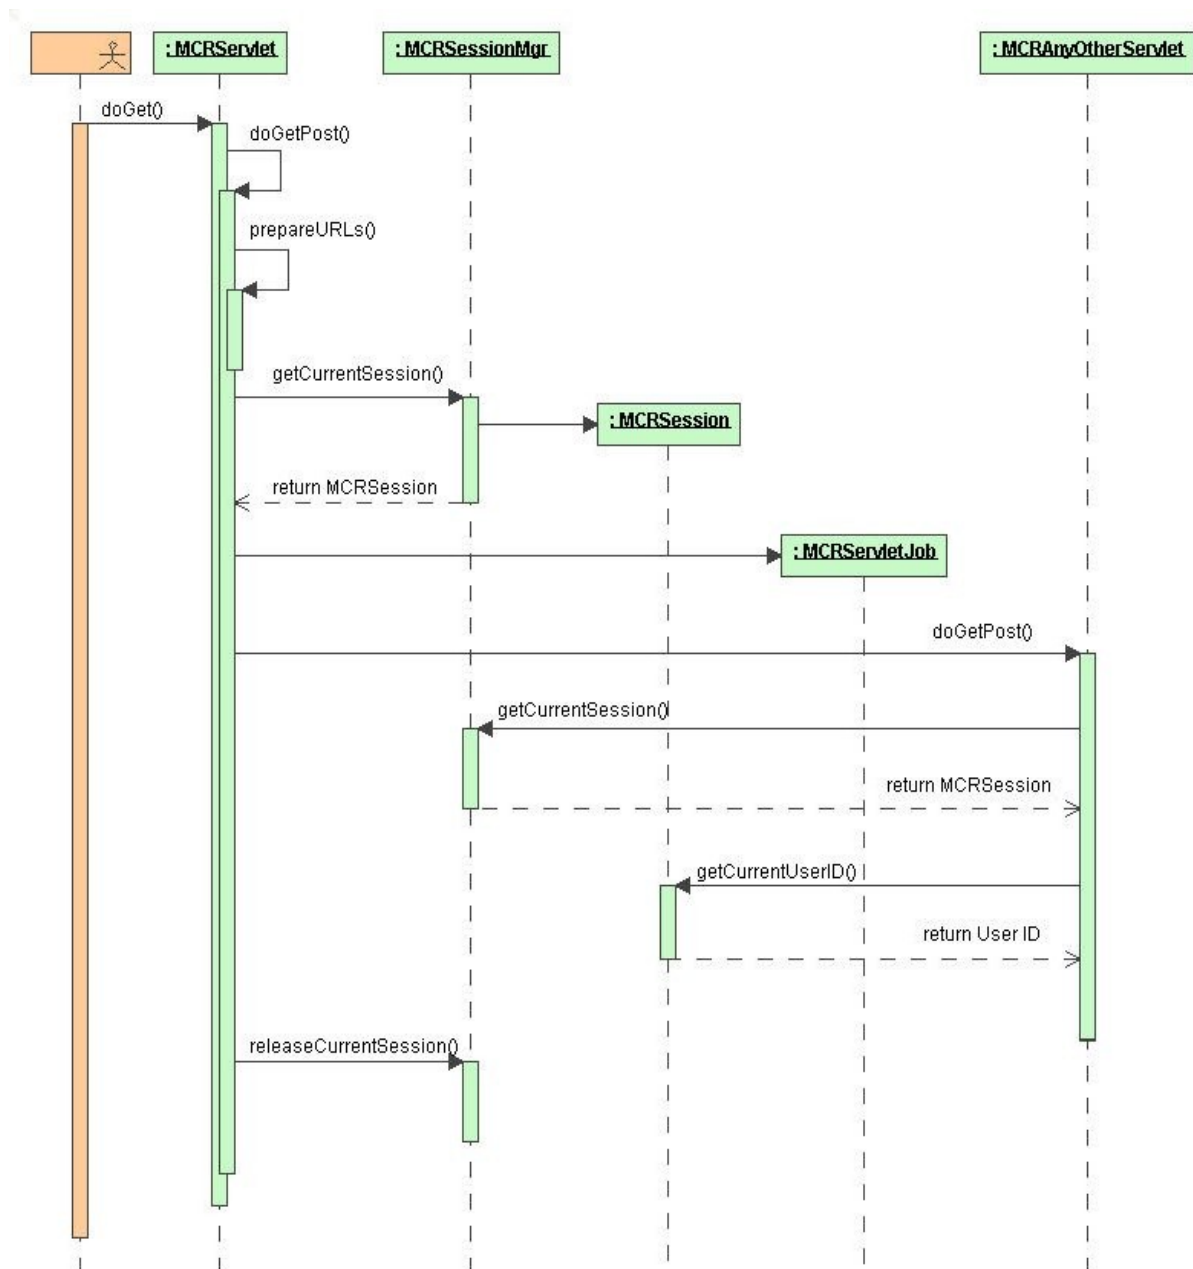 : MCRServlet
: MCRSessionMgr
: MCRAnyOtherServlet
doGet()
doGetPost()
prepareURLs()
getCurrentSession()
: MCRSession
return MCRSession
: MCRServletJob
doGetPost()
getCurrentSession()
return MCRSession
getCurrentUserID()
return User ID
releaseCurrentSession()